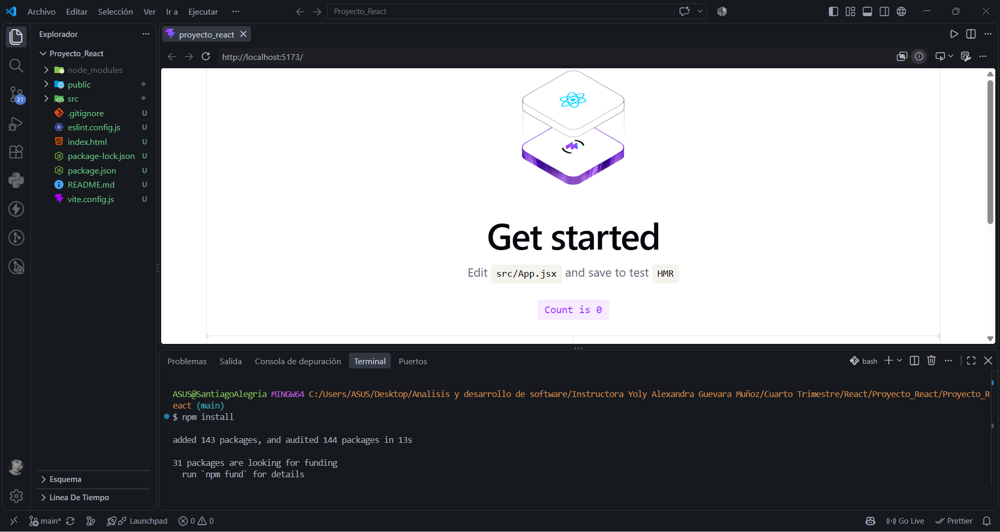 Archivo Editar Selección Ver Ir a Ejecutar ··· Proyecto_React
Explorador ···
Proyecto_React
node_modules
public
src
.gitignore U
eslint.config.js U
index.html U
package-lock.json U
package.json U
README.md U
vite.config.js U
21
Esquema
Línea De Tiempo
proyecto_react
http://localhost:5173/
Get started
Edit src/App.jsx and save to test HMR
Count is 0
Problemas Salida Consola de depuración Terminal Puertos bash
ASUS@SantiagoAlegria MINGW64 C:/Users/ASUS/Desktop/Analisis y desarrollo de software/Instructora Yoly Alexandra Guevara Muñoz/Cuarto Trimestre/React/Proyecto_React/Proyecto_R
eact (main)
$ npm install
added 143 packages, and audited 144 packages in 13s
31 packages are looking for funding
run `npm fund` for details
main* Launchpad 0 0 Go Live Prettier